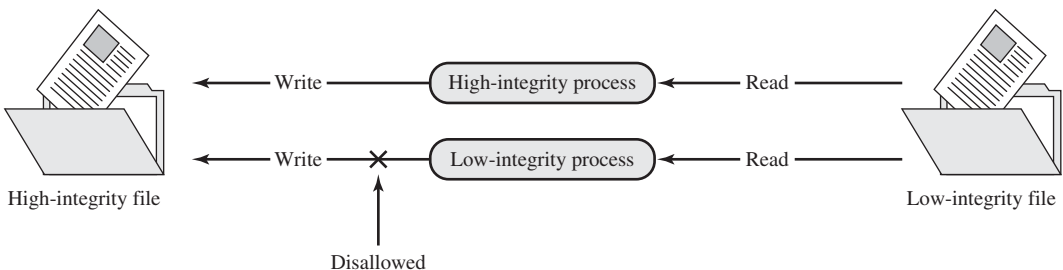 Write
High-integrity process
Read
Write
Low-integrity process
Read
High-integrity file
Low-integrity file
Disallowed